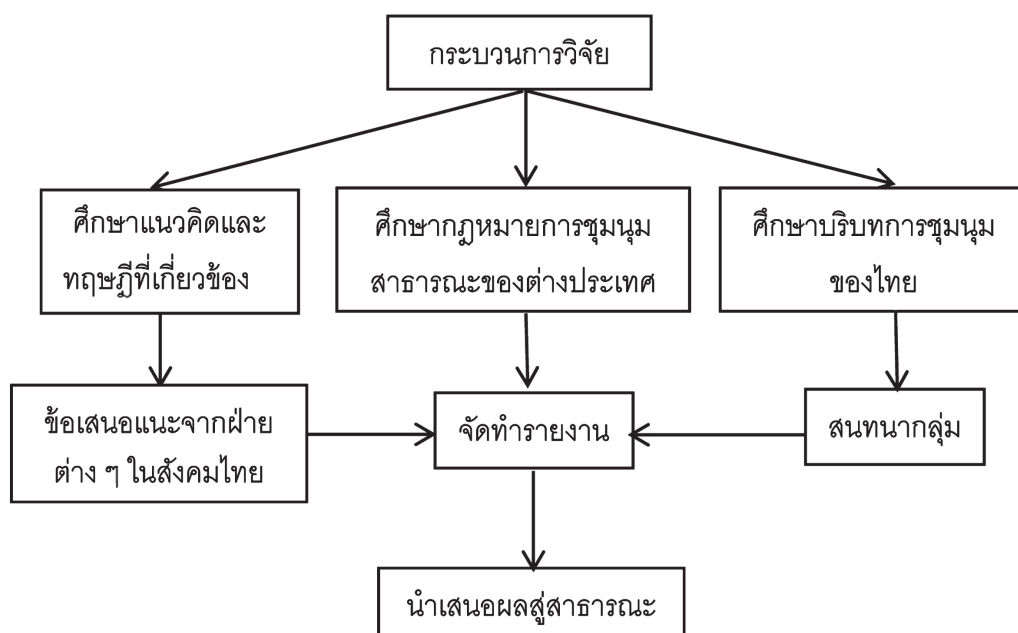 กระบวนการวิจัย
ศึกษาแนวคิดและ
ทฤษฎีที่เกี่ยวข้อง
ศึกษากฎหมายการชุมนุม
สาธารณะของต่างประเทศ
ศึกษาบริบทการชุมนุม
ของไทย
ข้อเสนอแนะจากฝ่าย
ต่าง ๆ ในสังคมไทย
จัดทำรายงาน
สนทนากลุ่ม
นำเสนอผลสู่สาธารณะ